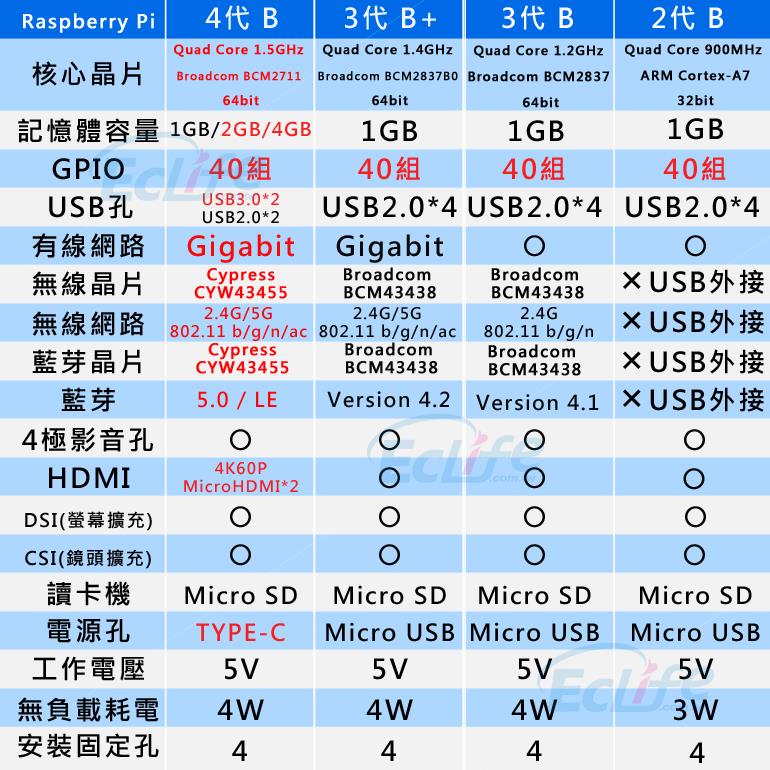 Raspberry Pi 4代 B 3代 B+ 3代 B 2代 B
核心晶片
Quad Core 1.5GHz Quad Core 1.4GHz Quad Core 1.2GHz Quad Core 900MHz
Broadcom BCM2711 Broadcom BCM2837B0 Broadcom BCM2837 ARM Cortex-A7
64bit 64bit 64bit 32bit
記憶體容量 1GB/2GB/4GB 1GB 1GB 1GB
GPIO 40組 40組 40組 40組
USB孔 USB3.0*2 USB2.0*4 USB2.0*4 USB2.0*4
USB2.0*2
有線網路 Gigabit Gigabit ○ ○
無線晶片 Cypress Broadcom Broadcom ×USB外接
CYW43455 BCM43438 BCM43438
無線網路 2.4G/5G 2.4G/5G 2.4G ×USB外接
802.11 b/g/n/ac 802.11 b/g/n/ac 802.11 b/g/n
藍芽晶片 Cypress Broadcom Broadcom ×USB外接
CYW43455 BCM43438 BCM43438
藍芽 5.0 / LE Version 4.2 Version 4.1 ×USB外接
4極影音孔 ○ ○ ○ ○
HDMI 4K60P ○ ○ ○
MicroHDMI*2
DSI(螢幕擴充) ○ ○ ○ ○
CSI(鏡頭擴充) ○ ○ ○ ○
讀卡機 Micro SD Micro SD Micro SD Micro SD
電源孔 TYPE-C Micro USB Micro USB Micro USB
工作電壓 5V 5V 5V 5V
無負載耗電 4W 4W 4W 3W
安裝固定孔 4 4 4 4
EcLife
EcLife
.com.tw
EcLife